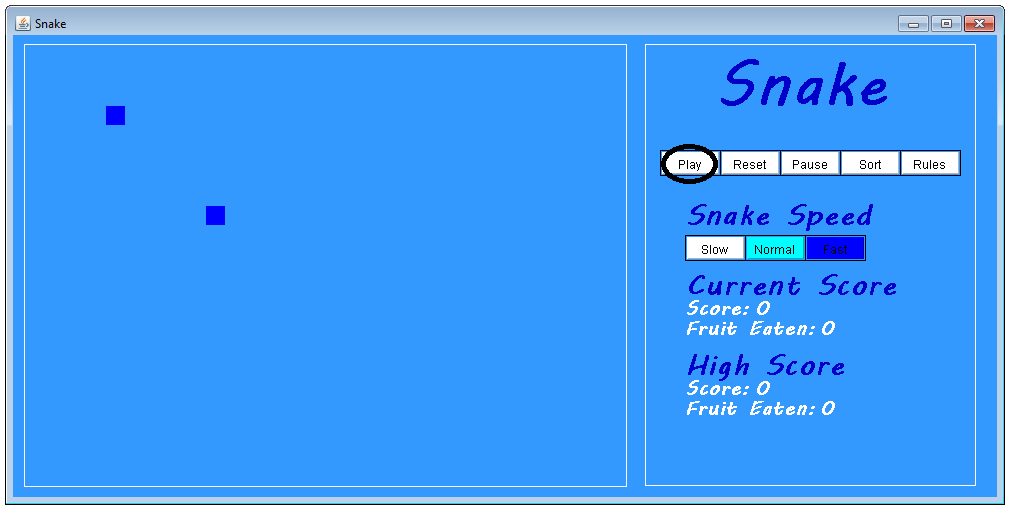 Snake
Snake
Play Reset Pause Sort Rules
Snake Speed
Slow Normal Fast
Current Score
Score: 0
Fruit Eaten: 0
High Score
Score: 0
Fruit Eaten: 0